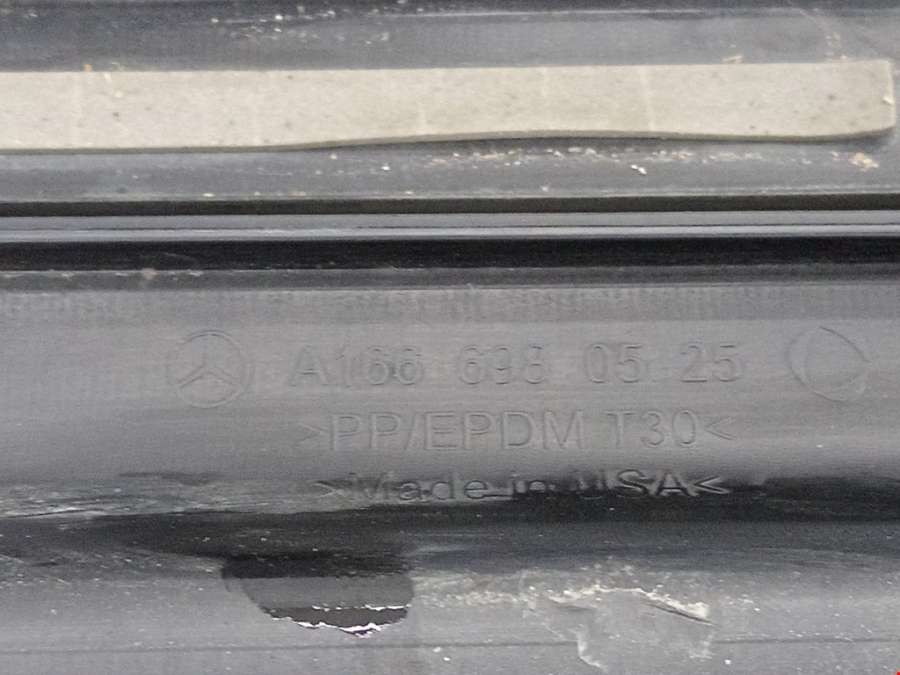 A166 698 05 25
>PP/EPDM T30<
>Made in USA<